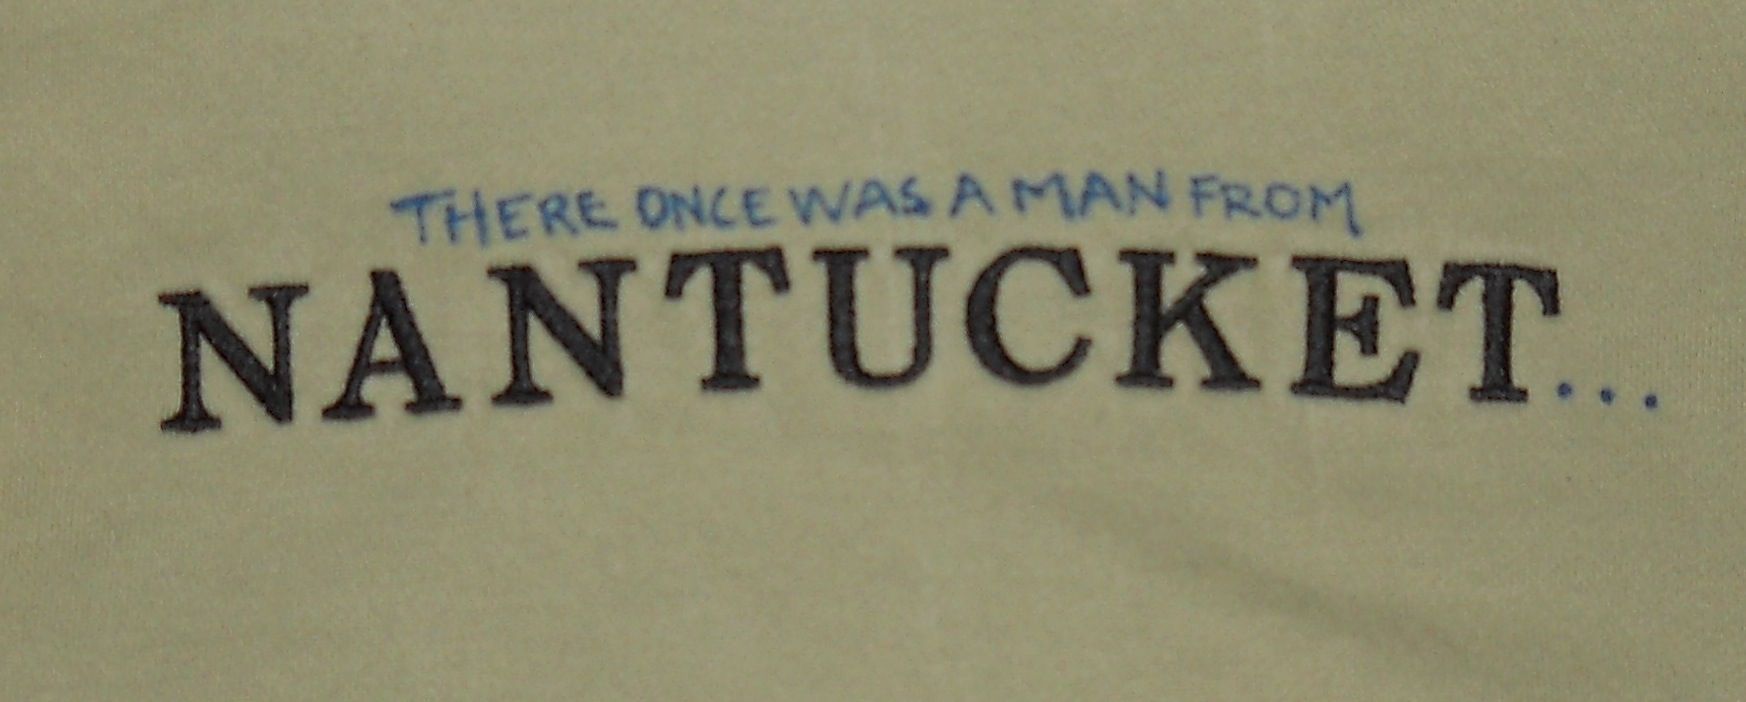 THERE ONCE WAS A MAN FROM
NANTUCKET...